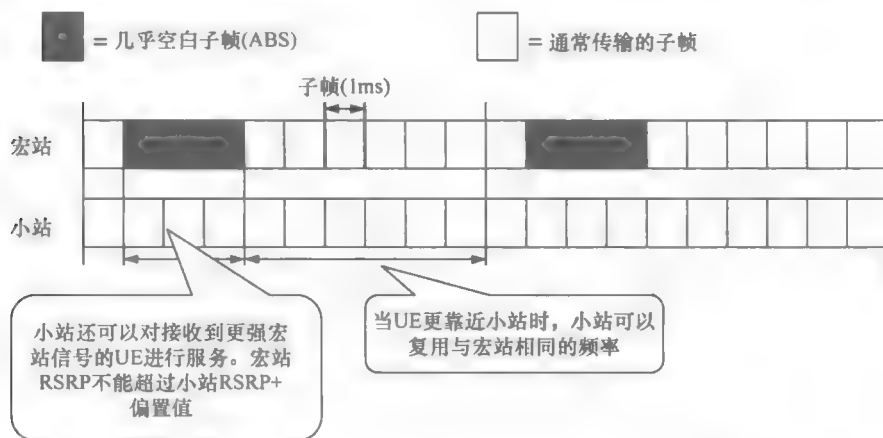 = 几乎空白子帧(ABS)
= 通常传输的子帧
子帧(1ms)
宏站
小站
小站还可以对接收到更强宏
站信号的UE进行服务。宏站
RSRP不能超过小站RSRP+
偏置值
当UE更靠近小站时，小站可以
复用与宏站相同的频率